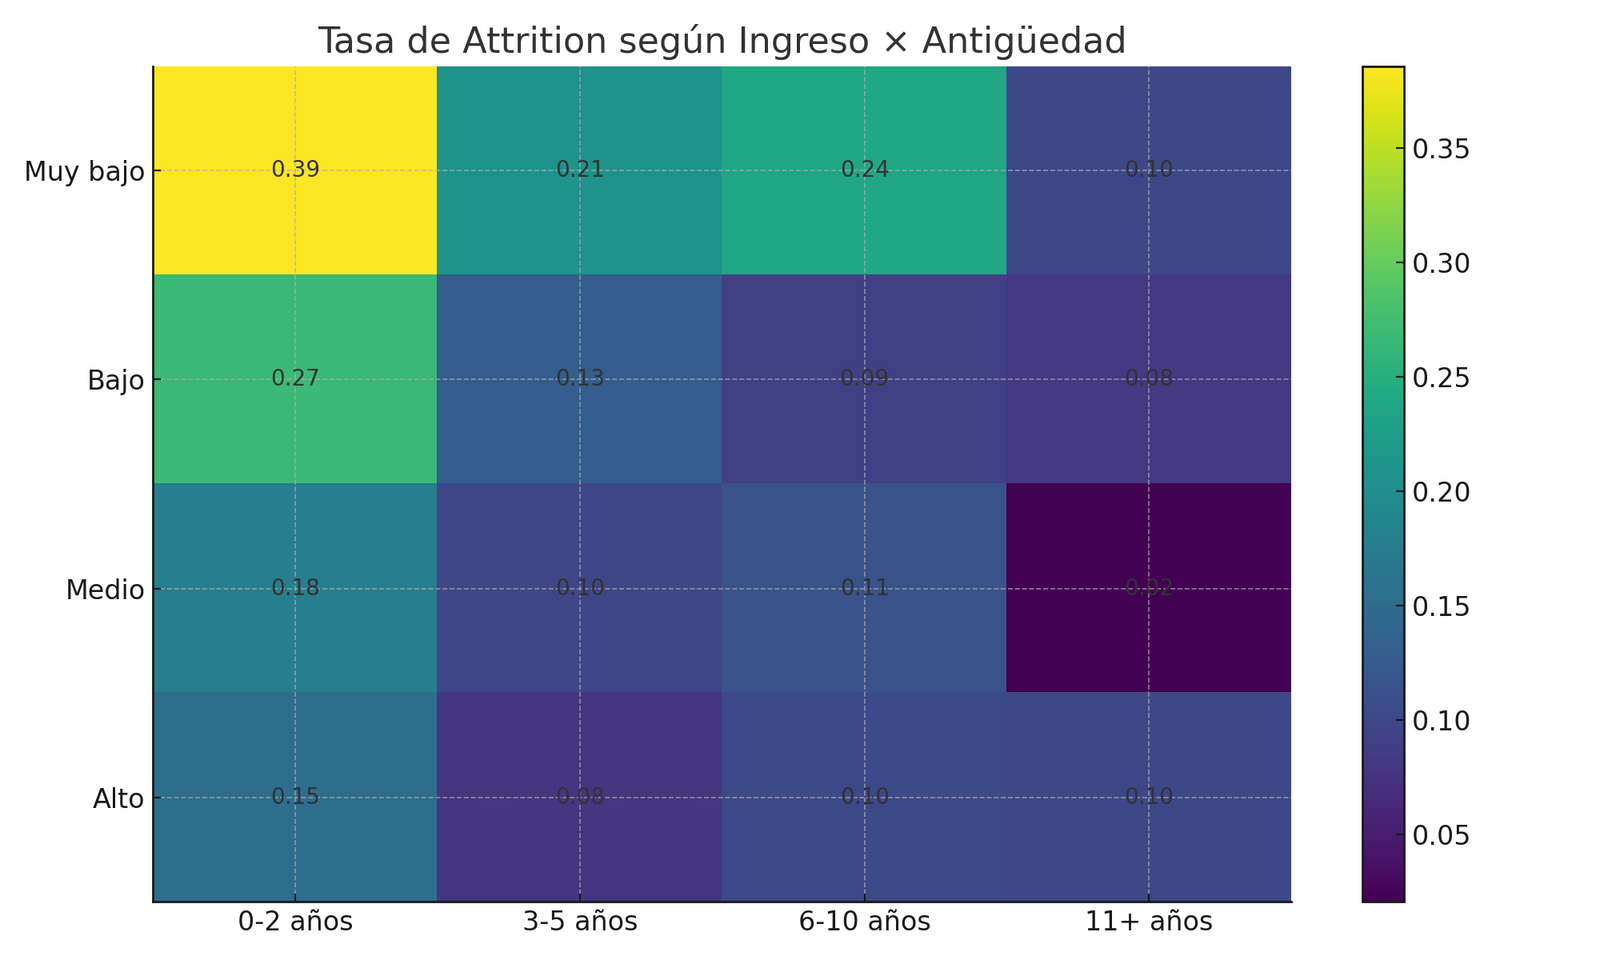 Tasa de Attrition según Ingreso × Antigüedad
Muy bajo 0.39 0.21 0.24 0.10
Bajo 0.27 0.13 0.09 0.08
Medio 0.18 0.10 0.11 0.02
Alto 0.15 0.08 0.10 0.10
0-2 años 3-5 años 6-10 años 11+ años
0.35
0.30
0.25
0.20
0.15
0.10
0.05